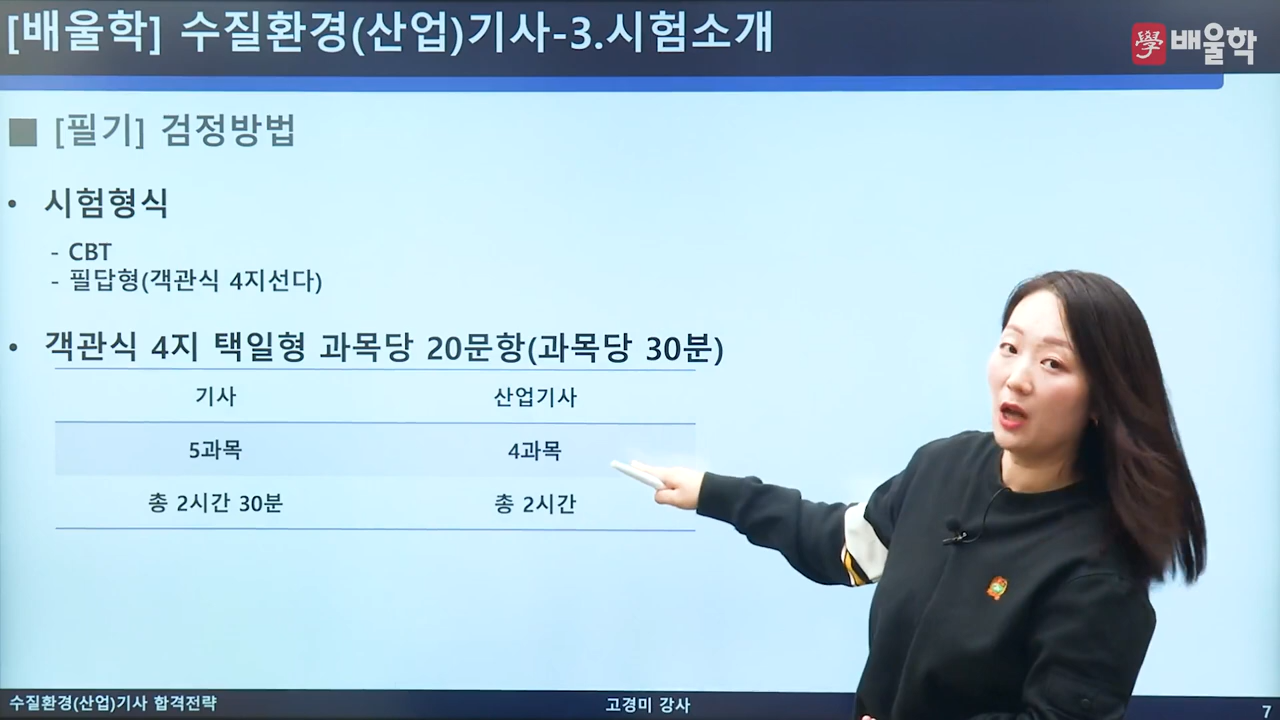 [배울학] 수질환경(산업)기사-3.시험소개
學 배울학
■ [필기] 검정방법
• 시험형식
- CBT
- 필답형(객관식 4지선다)
• 객관식 4지 택일형 과목당 20문항(과목당 30분)
기사 산업기사
5과목 4과목
총 2시간 30분 총 2시간
수질환경(산업)기사 합격전략 고경미 강사 7